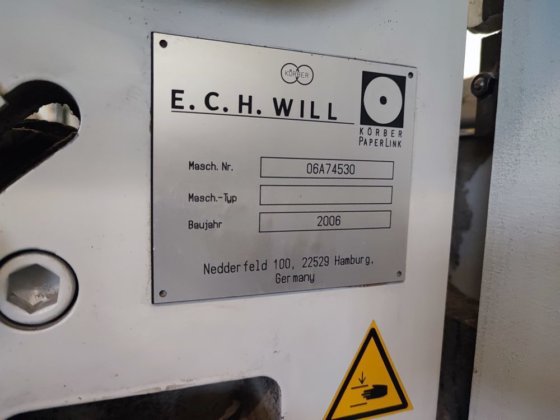 KÖRBER
E. C. H. WILL
KÖRBER
PAPERLINK
Masch. Nr. 06A74530
Masch.-Typ
Baujahr 2006
Nedderfeld 100, 22529 Hamburg,
Germany